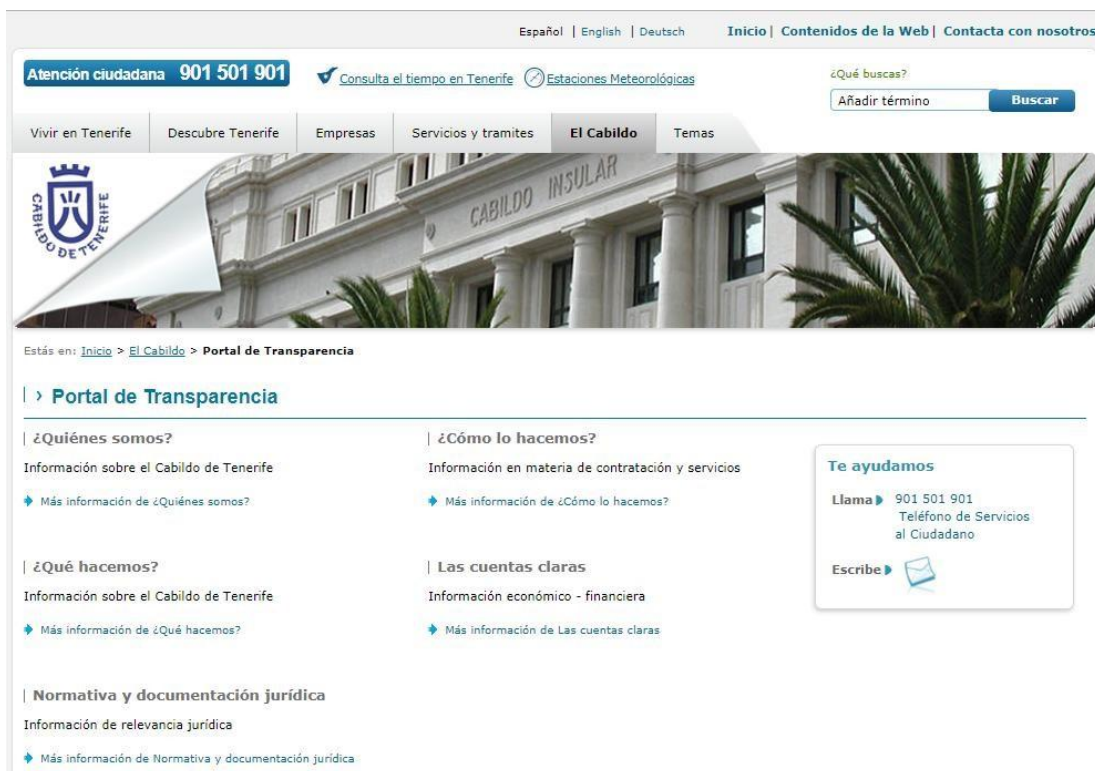 Español | English | Deutsch Inicio | Contenidos de la Web | Contacta con nosotros
Atención ciudadana 901 501 901
Consulta el tiempo en Tenerife Estaciones Meteorológicas
¿Qué buscas?
Añadir término Buscar
Vivir en Tenerife Descubre Tenerife Empresas Servicios y tramites El Cabildo Temas
CABILDO DE TENERIFE
CABILDO INSULAR
Estás en: Inicio > El Cabildo > Portal de Transparencia
| › Portal de Transparencia
| ¿Quiénes somos?
Información sobre el Cabildo de Tenerife
Más información de ¿Quiénes somos?
| ¿Cómo lo hacemos?
Información en materia de contratación y servicios
Más información de ¿Cómo lo hacemos?
| ¿Qué hacemos?
Información sobre el Cabildo de Tenerife
Más información de ¿Qué hacemos?
| Las cuentas claras
Información económico - financiera
Más información de Las cuentas claras
| Normativa y documentación jurídica
Información de relevancia jurídica
Más información de Normativa y documentación jurídica
Te ayudamos
Llama 901 501 901
Teléfono de Servicios
al Ciudadano
Escribe